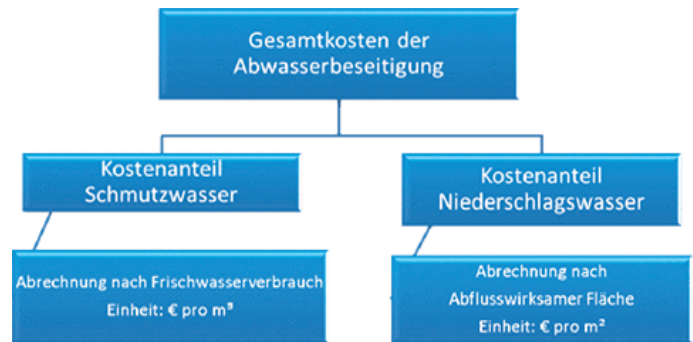 Gesamtkosten der
Abwasserbeseitigung
Kostenanteil
Schmutzwasser
Kostenanteil
Niederschlagswasser
Abrechnung nach Frischwasserverbrauch
Einheit: € pro m³
Abrechnung nach
Abflusswirksamer Fläche
Einheit: € pro m²